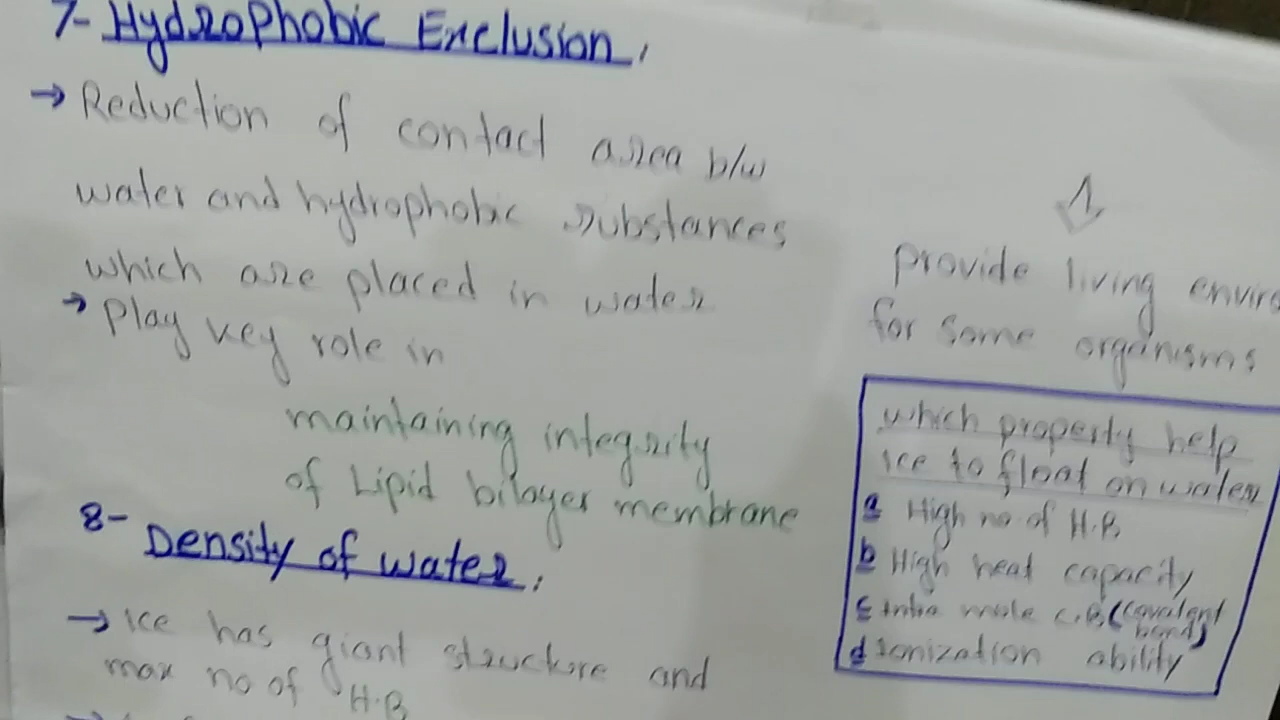 7- Hydrophobic Exclusion.
→ Reduction of contact area b/w
water and hydrophobic substances
which are placed in water
→ Play key role in
maintaining integrity
of Lipid bilayer membrane
8- Density of water.
→ Ice has giant structure and
max no of H.B
provide living enviro
for some organisms
which property help
ice to float on water
a High no of H.B
b High heat capacity
c intra mole C.B (covalent
bond)
d Ionization ability